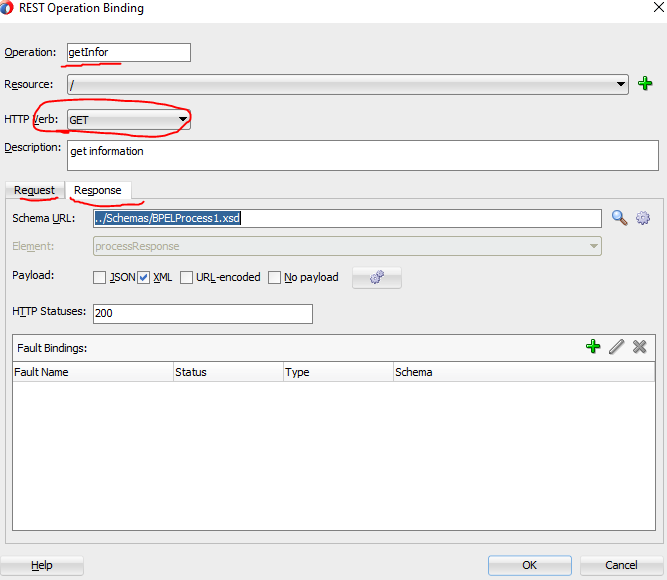 REST Operation Binding
Operation: getInfor
Resource: /
HTTP Verb: GET
Description: get information
Request Response
Schema URL: ../Schemas/BPELProcess1.xsd
Element: processResponse
Payload: JSON XML URL-encoded No payload
HTTP Statuses: 200
Fault Bindings:
Fault Name Status Type Schema
Help OK Cancel